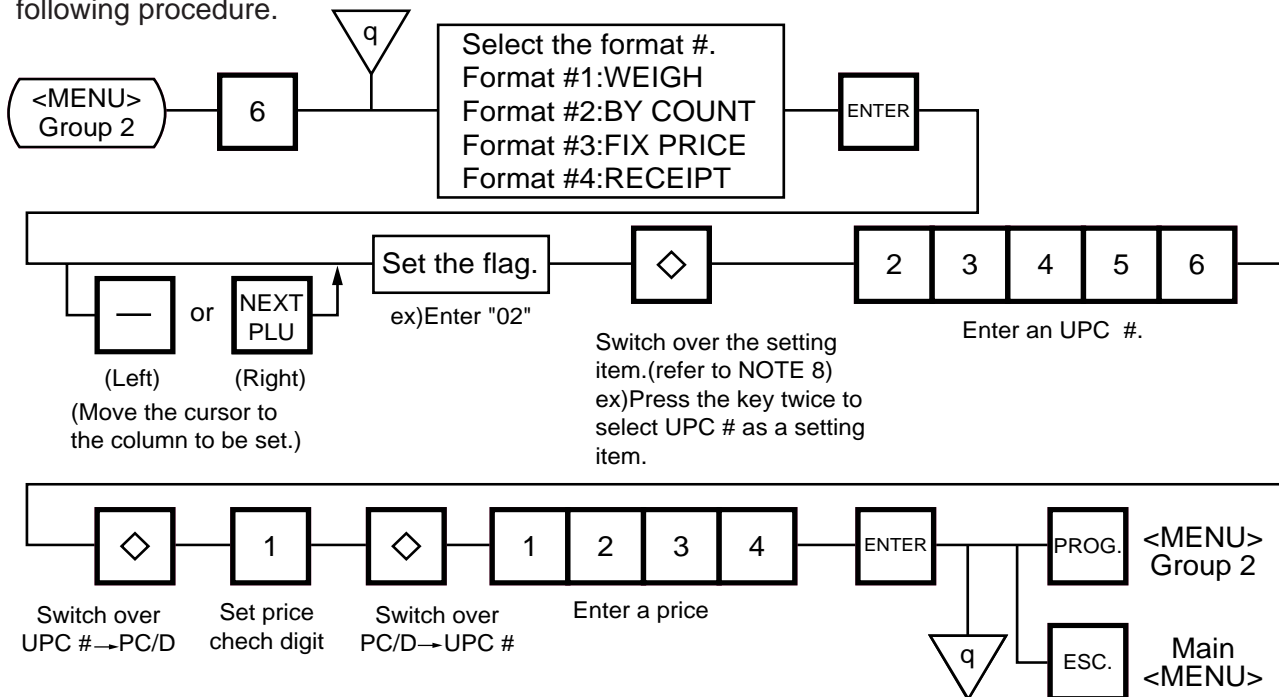 following procedure.
q
Select the format #.
Format #1:WEIGH
Format #2:BY COUNT
Format #3:FIX PRICE
Format #4:RECEIPT
<MENU>
Group 2
6
ENTER
— or NEXT
PLU
(Left) (Right)
(Move the cursor to
the column to be set.)
Set the flag.
ex)Enter "02"
◇
Switch over the setting
item.(refer to NOTE 8)
ex)Press the key twice to
select UPC # as a setting
item.
2 3 4 5 6
Enter an UPC #.
◇ 1 ◇ 1 2 3 4 ENTER PROG. <MENU>
Group 2
Switch over
UPC #→PC/D
Set price
chech digit
Switch over
PC/D→UPC #
Enter a price
q
ESC. Main
<MENU>